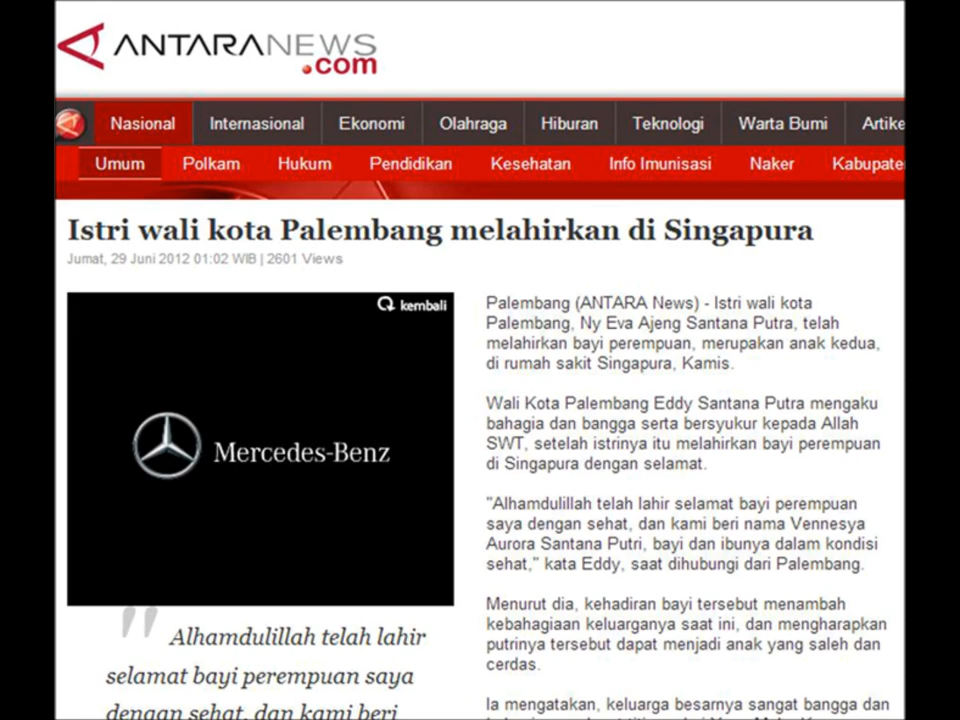 ANTARANEWS
.com
Nasional Internasional Ekonomi Olahraga Hiburan Teknologi Warta Bumi Artike
Umum Polkam Hukum Pendidikan Kesehatan Info Imunisasi Naker Kabupate
Istri wali kota Palembang melahirkan di Singapura
Jumat, 29 Juni 2012 01:02 WIB | 2601 Views
kembali
Mercedes-Benz
" Alhamdulillah telah lahir
selamat bayi perempuan saya
dengan sehat, dan kami beri
Palembang (ANTARA News) - Istri wali kota
Palembang, Ny Eva Ajeng Santana Putra, telah
melahirkan bayi perempuan, merupakan anak kedua,
di rumah sakit Singapura, Kamis.
Wali Kota Palembang Eddy Santana Putra mengaku
bahagia dan bangga serta bersyukur kepada Allah
SWT, setelah istrinya itu melahirkan bayi perempuan
di Singapura dengan selamat.
"Alhamdulillah telah lahir selamat bayi perempuan
saya dengan sehat, dan kami beri nama Vennesya
Aurora Santana Putri, bayi dan ibunya dalam kondisi
sehat," kata Eddy, saat dihubungi dari Palembang.
Menurut dia, kehadiran bayi tersebut menambah
kebahagiaan keluarganya saat ini, dan mengharapkan
putrinya tersebut dapat menjadi anak yang saleh dan
cerdas.
Ia mengatakan, keluarga besarnya sangat bangga dan